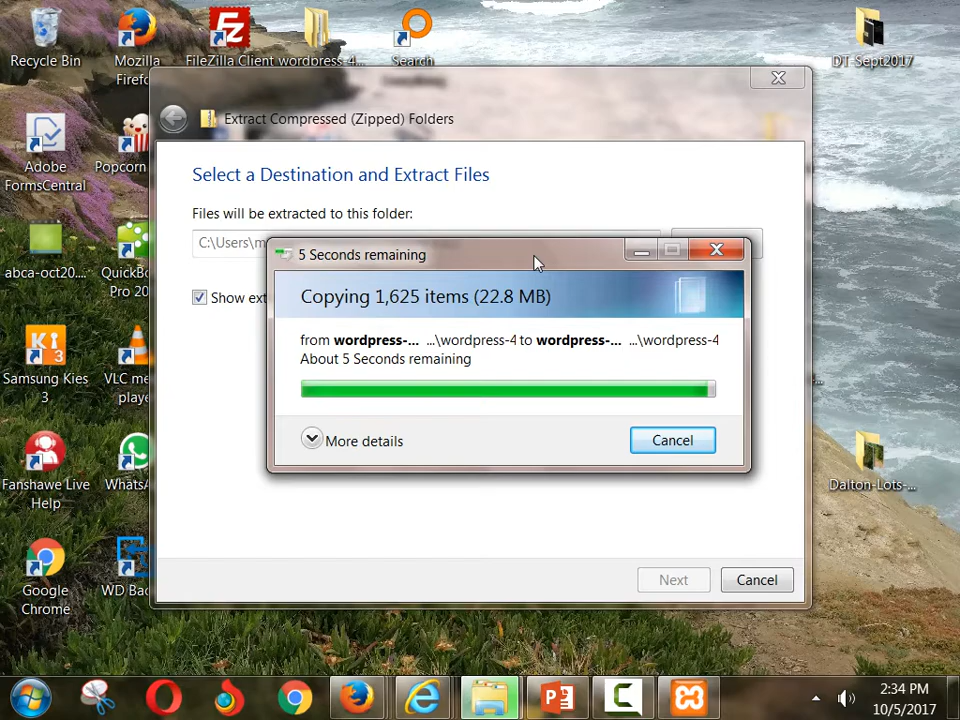 Recycle Bin
Mozilla
Firefo
FileZilla Client
wordpress-4...
Search
DT-Sept2017
Extract Compressed (Zipped) Folders
Select a Destination and Extract Files
Files will be extracted to this folder:
C:\Users\m
Show ext
5 Seconds remaining
Copying 1,625 items (22.8 MB)
from wordpress-... ...\wordpress-4 to wordpress-... ...\wordpress-4
About 5 Seconds remaining
More details
Cancel
Next
Cancel
Adobe
FormsCentral
Popcorn
abca-oct20...
QuickBo
Pro 20
Samsung Kies
3
VLC me
playe
Fanshawe Live
Help
WhatsA
Dalton-Lots-...
Google
Chrome
WD Bac
2:34 PM
10/5/2017